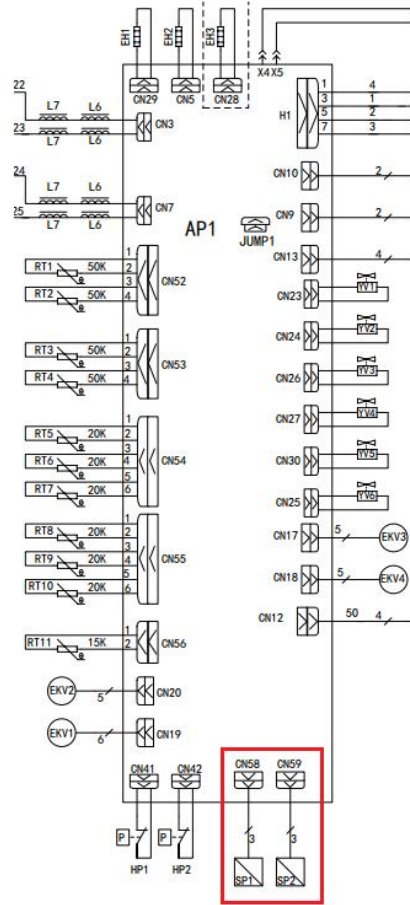 EH1 EH2 EH3
X4 X5
CN29 CN5 CN28
22 L7 L6 CN3 H1 1 4
3 1
5 2
23 L7 L6 7 3
CN10 2
24 L7 L6 CN7 CN9 2
25 L7 L6 AP1 JUMP1
CN13 4
1
RT1 50K 2 CN52 CN23 YV1
3
RT2 50K 4
CN24 YV2
1
RT3 50K 2 CN53
3 CN26 YV3
RT4 50K 4
1 CN27 YV4
RT5 20K 2
3
RT6 20K 4 CN54 CN30 YV5
5
RT7 20K 6 CN25 YV6
1
RT8 20K 2 CN17 5 EKV3
3
RT9 20K 4 CN55
5 CN18 5 EKV4
RT10 20K 6
CN12 50 4
1
RT11 15K 2 CN56
EKV2 5 CN20
EKV1 6 CN19
CN41 CN42 CN58 CN59
P P 3 3
HP1 HP2 SP1 SP2